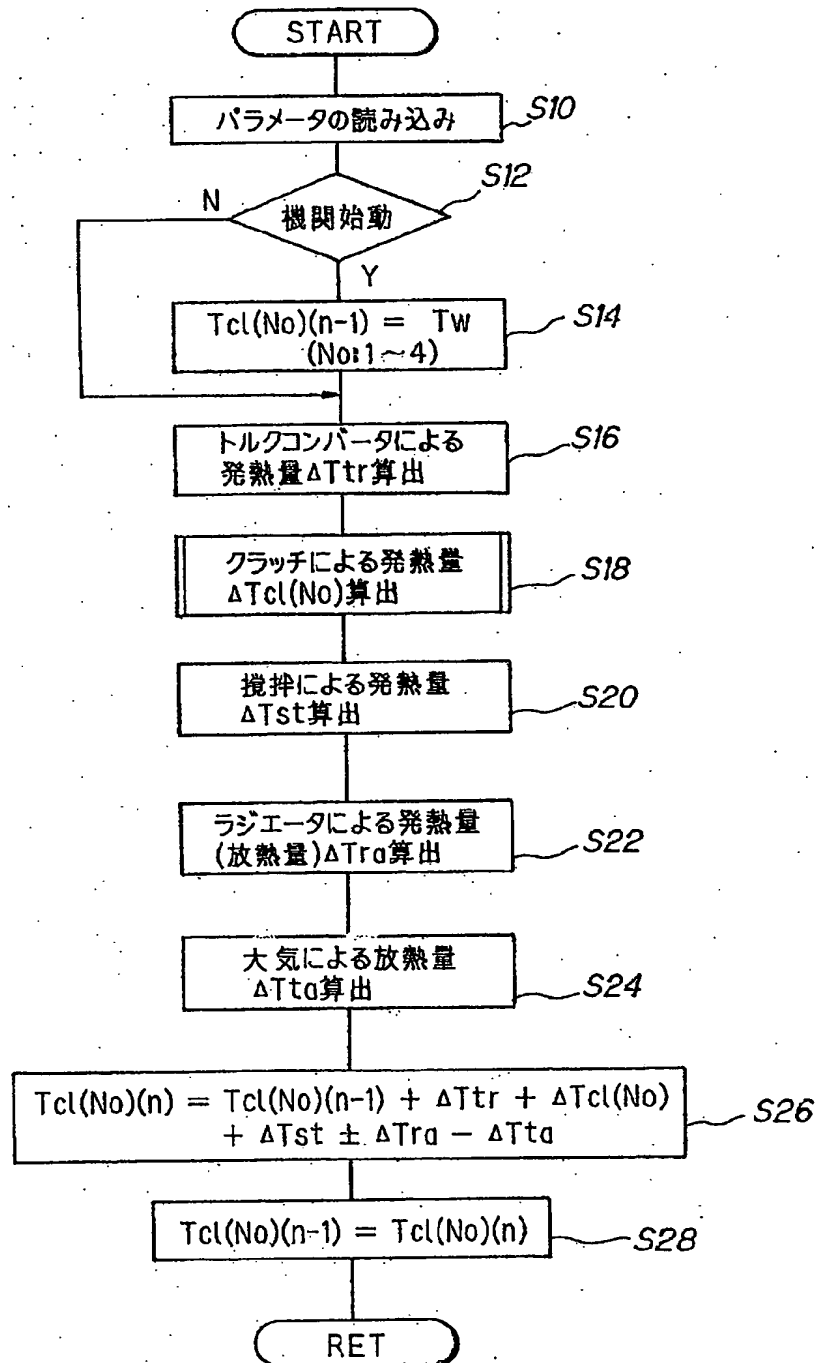 START
パラメータの読み込み
S10
S12
N
機関始動
Y
Tcl(No)(n-1) = Tw
(No:1~4)
S14
トルクコンバータによる
発熱量ΔTtr算出
S16
クラッチによる発熱量
ΔTcl(No)算出
S18
撹拌による発熱量
ΔTst算出
S20
ラジエータによる発熱量
(放熱量)ΔTra算出
S22
大気による放熱量
ΔTta算出
S24
Tcl(No)(n) = Tcl(No)(n-1) + ΔTtr + ΔTcl(No)
+ ΔTst ± ΔTra − ΔTta
S26
Tcl(No)(n-1) = Tcl(No)(n)
S28
RET